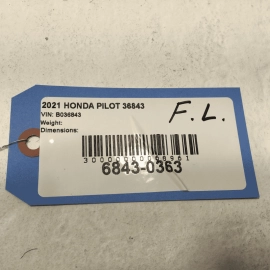 2021 HONDA PILOT 36843
VIN: B036843
F.L.
Weight:
Dimensions:
6843-0363